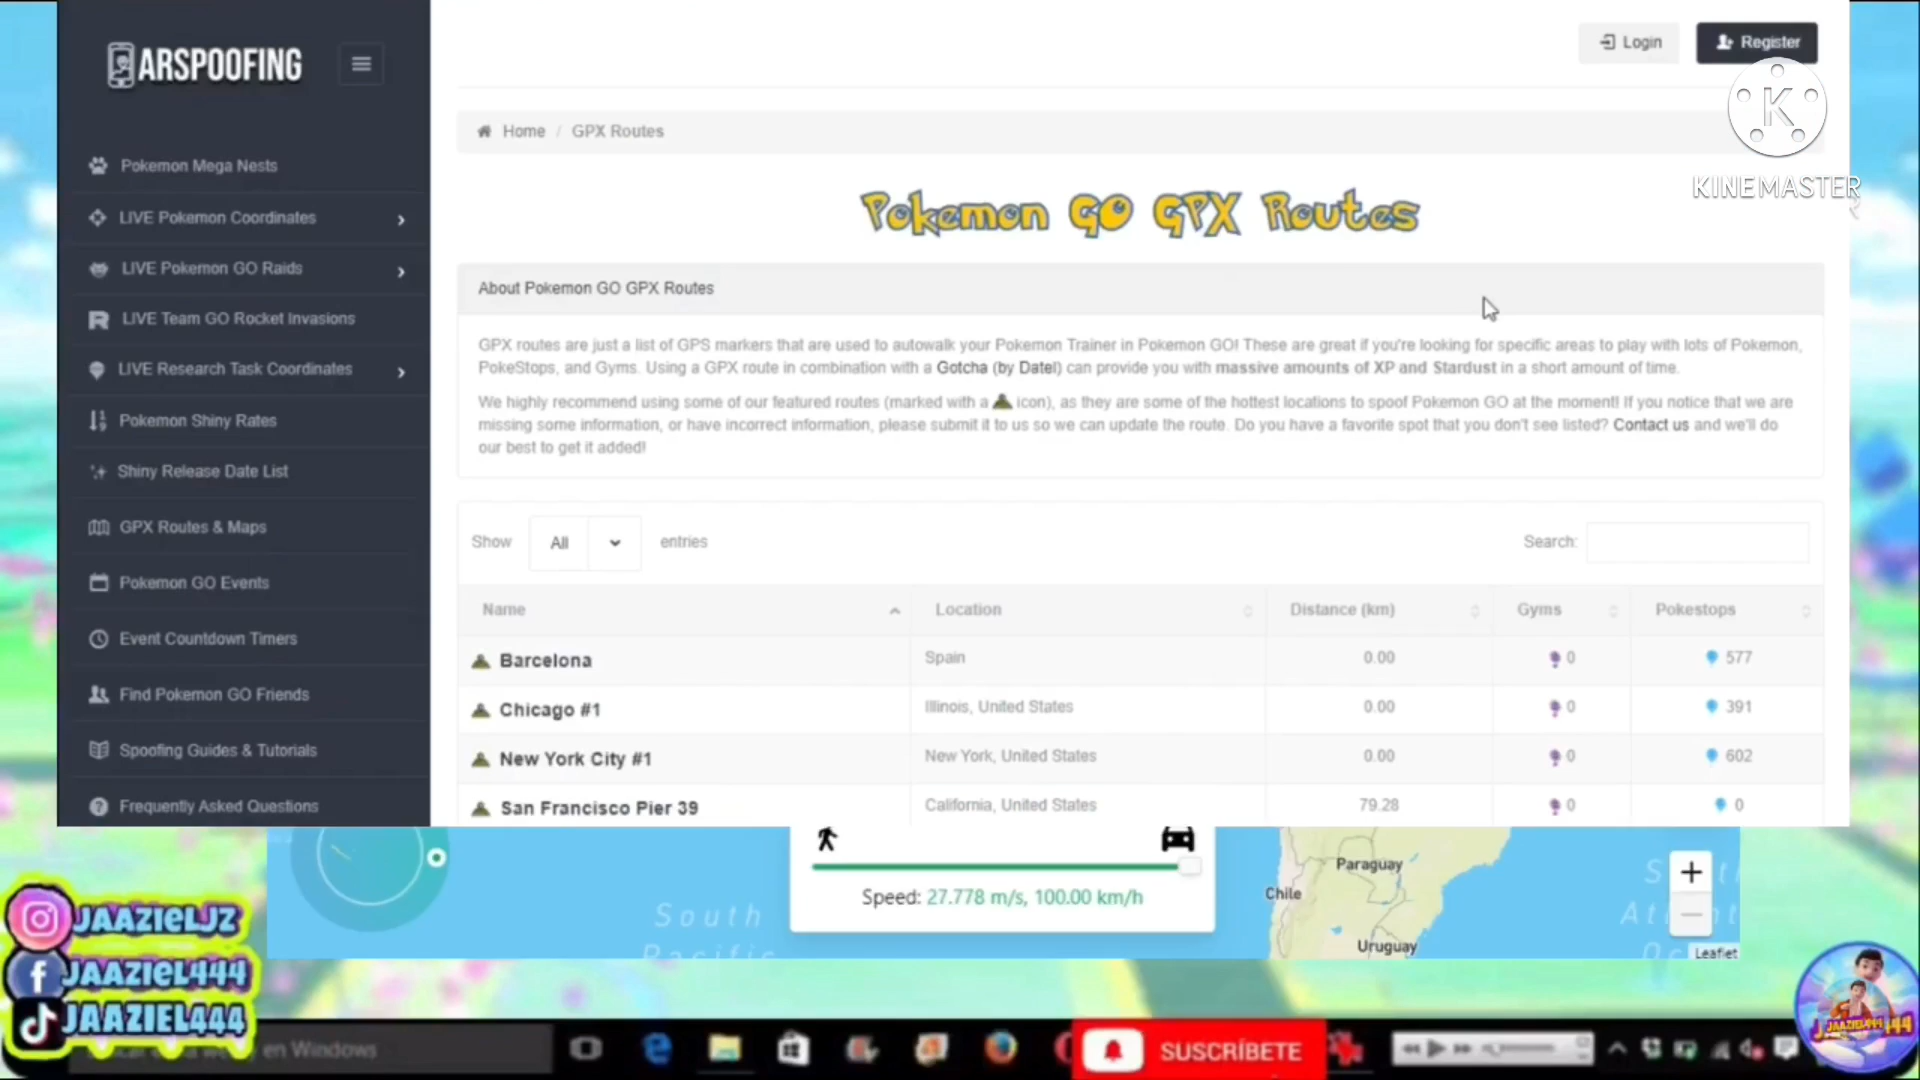 ARSPOOFING
Login
Register
Home / GPX Routes
KINEMASTER
Pokemon Mega Nests
LIVE Pokemon Coordinates
LIVE Pokemon GO Raids
LIVE Team GO Rocket Invasions
LIVE Research Task Coordinates
Pokemon Shiny Rates
Shiny Release Date List
GPX Routes & Maps
Pokemon GO Events
Event Countdown Timers
Find Pokemon GO Friends
Spoofing Guides & Tutorials
Frequently Asked Questions
Pokemon GO GPX Routes
About Pokemon GO GPX Routes
GPX routes are just a list of GPS markers that are used to autowalk your Pokemon Trainer in Pokemon GO! These are great if you're looking for specific areas to play with lots of Pokemon,
PokeStops, and Gyms. Using a GPX route in combination with a Gotcha (by Datel) can provide you with massive amounts of XP and Stardust in a short amount of time.
We highly recommend using some of our featured routes (marked with a icon), as they are some of the hottest locations to spoof Pokemon GO at the moment! If you notice that we are
missing some information, or have incorrect information, please submit it to us so we can update the route. Do you have a favorite spot that you don't see listed? Contact us and we'll do
our best to get it added!
Show All entries
Search:
Name Location Distance (km) Gyms Pokestops
Barcelona Spain 0.00 0 577
Chicago #1 Illinois, United States 0.00 0 391
New York City #1 New York, United States 0.00 0 602
San Francisco Pier 39 California, United States 79.28 0 0
Speed: 27.778 m/s, 100.00 km/h
South
Pacific
Paraguay
Chile
Uruguay
+
−
Leaflet
JAAZIELJZ
JAAZIEL444
JAAZIEL444
en Windows
SUSCRÍBETE
JAAZIEL444